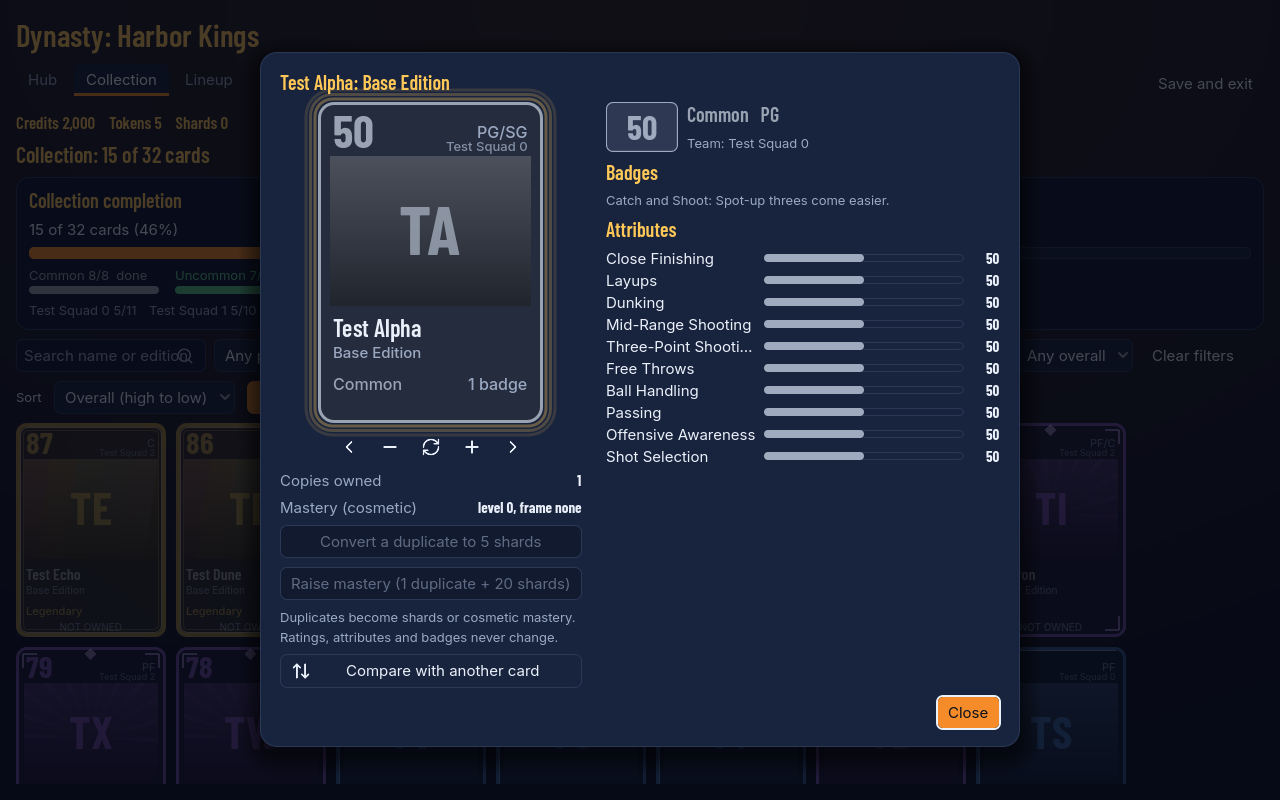 Dynasty: Harbor Kings
Hub Collection Lineup
Save and exit
Credits 2,000 Tokens 5 Shards 0
Collection: 15 of 32 cards
Collection completion
15 of 32 cards (46%)
Common 8/8 done
Test Squad 0 5/11 Test Squad 1 5/10
Search name or edition
Any overall
Clear filters
Sort Overall (high to low)
87 C
Test Squad 2
TE
Test Echo
Base Edition
Legendary
NOT OWNED
86
Test Dune
Base Edition
Legendary
PF/C
Test Squad 2
TI
NOT OWNED
79 PF
Test Squad 2
TX
78
PF
Test Squad 0
TS
Test Alpha: Base Edition
50 PG/SG
Test Squad 0
TA
Test Alpha
Base Edition
Common 1 badge
Copies owned 1
Mastery (cosmetic) level 0, frame none
Convert a duplicate to 5 shards
Raise mastery (1 duplicate + 20 shards)
Duplicates become shards or cosmetic mastery.
Ratings, attributes and badges never change.
Compare with another card
50 Common PG
Team: Test Squad 0
Badges
Catch and Shoot: Spot-up threes come easier.
Attributes
Close Finishing 50
Layups 50
Dunking 50
Mid-Range Shooting 50
Three-Point Shooti... 50
Free Throws 50
Ball Handling 50
Passing 50
Offensive Awareness 50
Shot Selection 50
Close